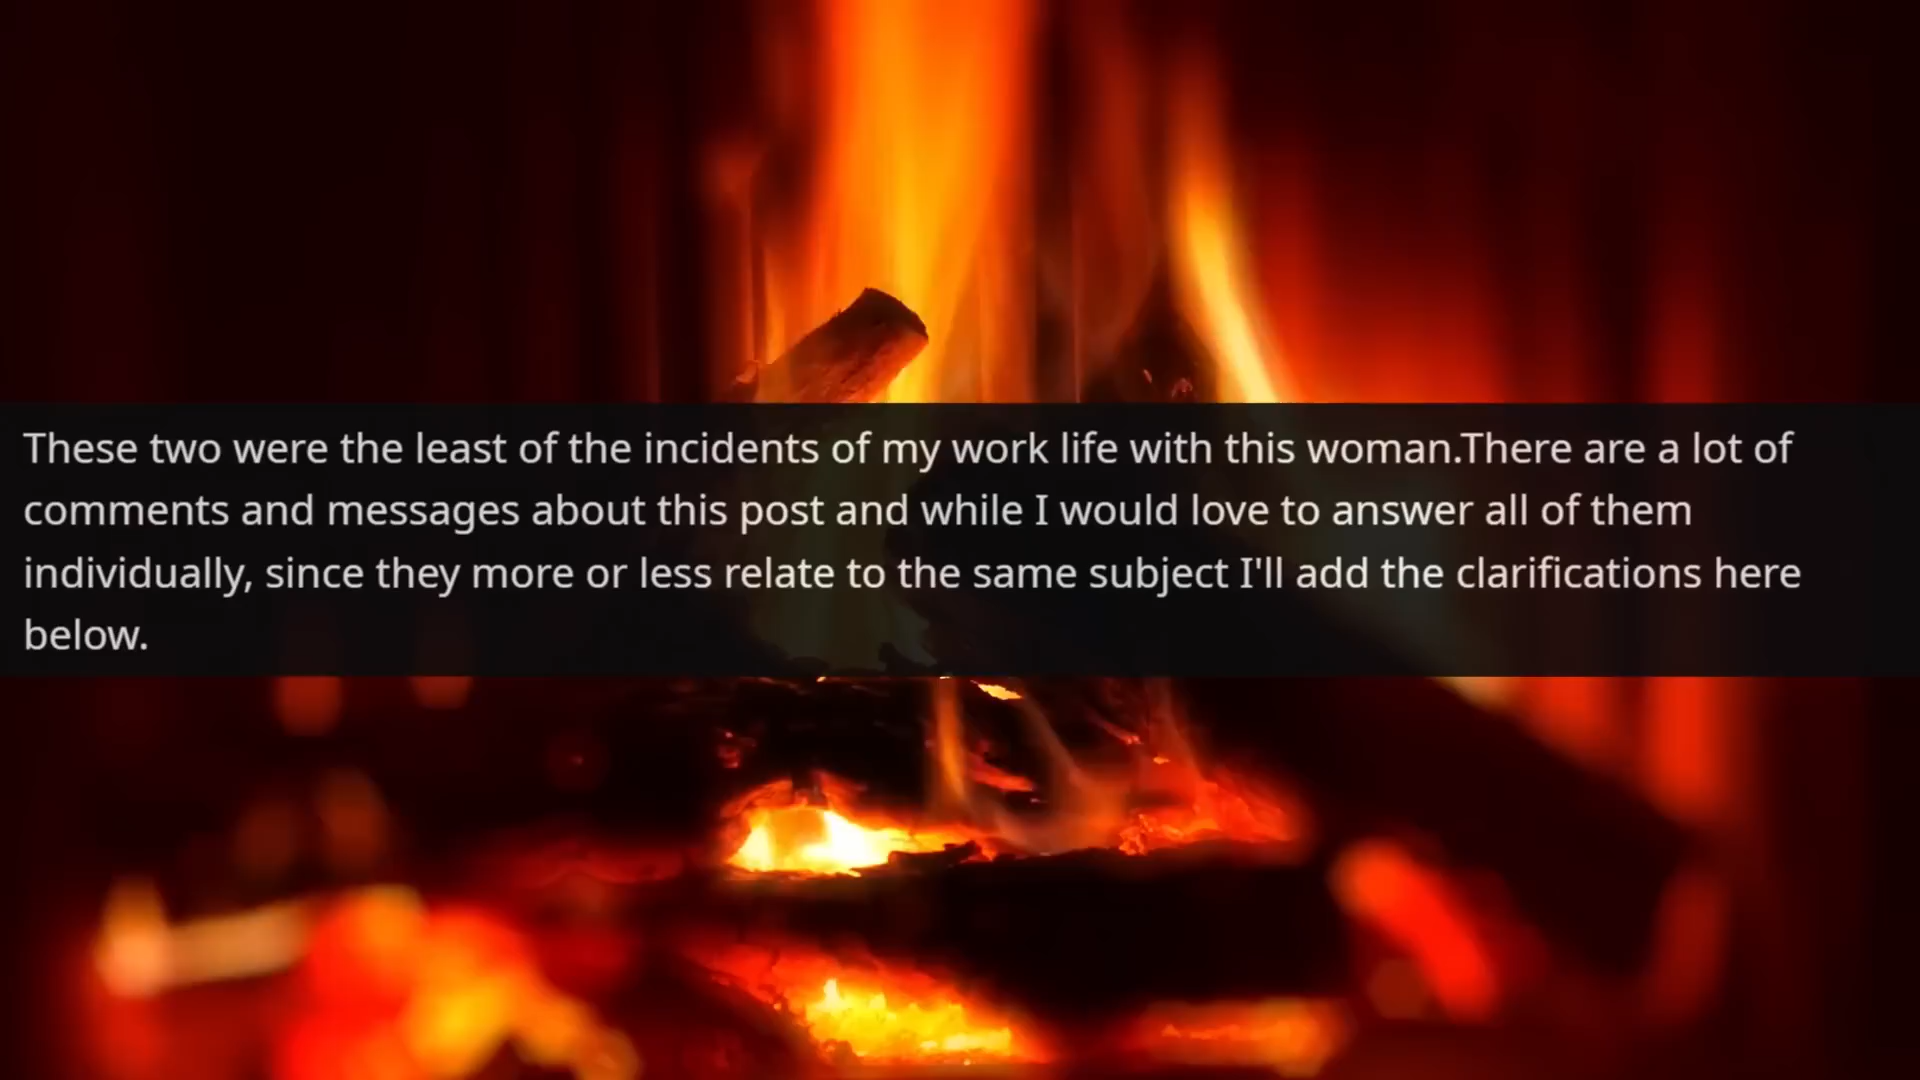 These two were the least of the incidents of my work life with this woman.There are a lot of
comments and messages about this post and while I would love to answer all of them
individually, since they more or less relate to the same subject I'll add the clarifications here
below.